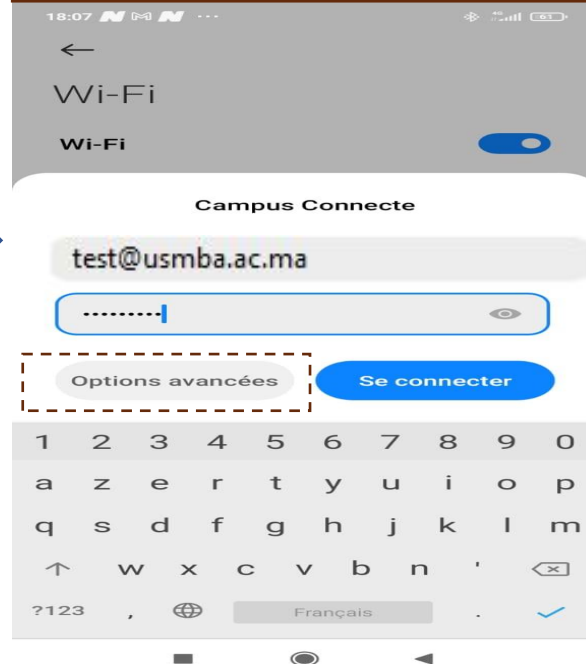 18:07
Wi-Fi
Wi-Fi
Campus Connecte
test@usmba.ac.ma
Options avancées
Se connecter
1 2 3 4 5 6 7 8 9 0
a z e r t y u i o p
q s d f g h j k l m
w x c v b n '
?123 , Français .